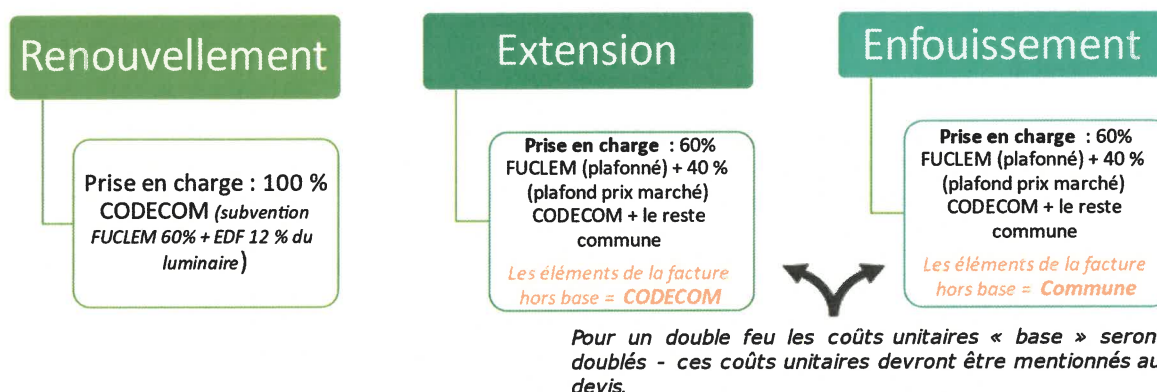 Renouvellement
Prise en charge : 100 %
CODECOM (subvention
FUCLEM 60% + EDF 12 % du
luminaire)
Extension
Prise en charge : 60%
FUCLEM (plafonné) + 40 %
(plafond prix marché)
CODECOM + le reste
commune
Les éléments de la facture
hors base = CODECOM
Enfouissement
Prise en charge : 60%
FUCLEM (plafonné) + 40 %
(plafond prix marché)
CODECOM + le reste
commune
Les éléments de la facture
hors base = Commune
Pour un double feu les coûts unitaires « base » seron
doublés - ces coûts unitaires devront être mentionnés au
devis.